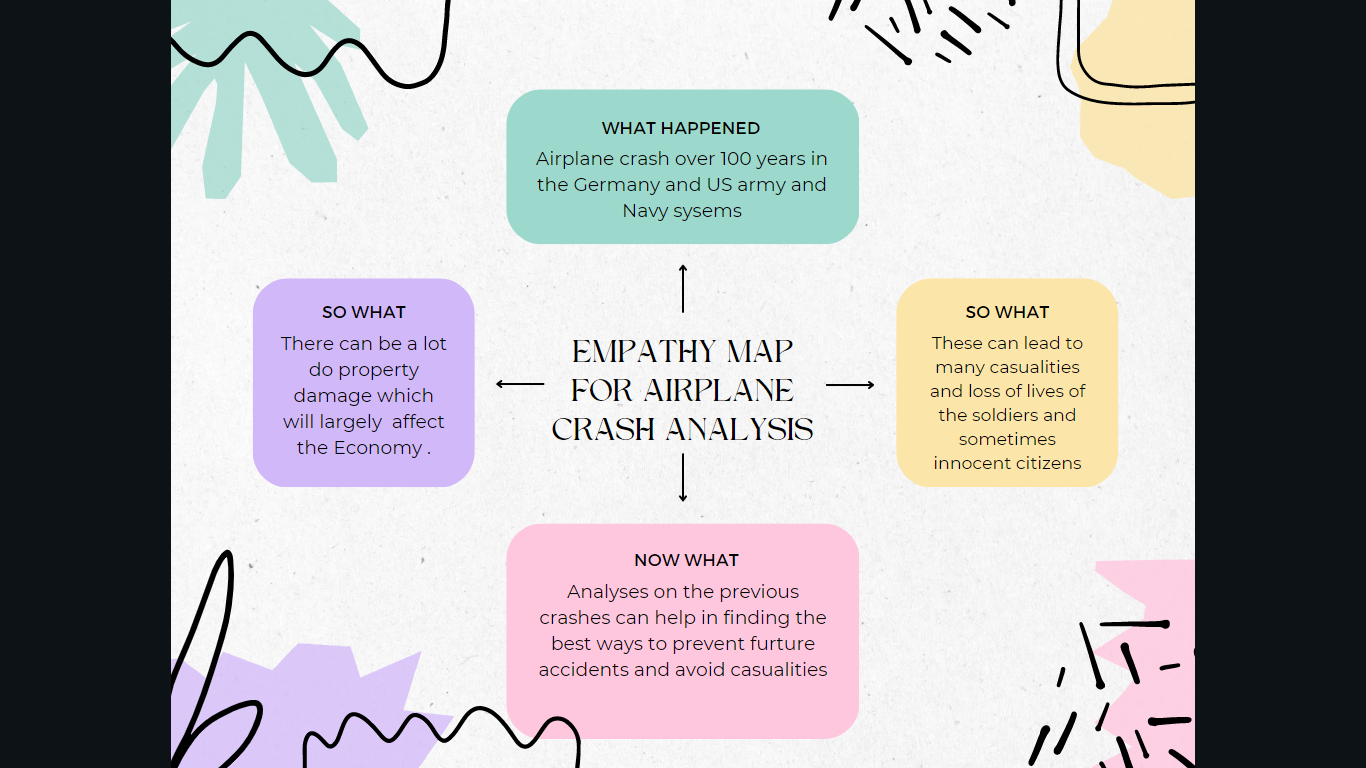 WHAT HAPPENED
Airplane crash over 100 years in
the Germany and US army and
Navy sysems
SO WHAT
There can be a lot
do property
damage which
will largely affect
the Economy .
EMPATHY MAP
FOR AIRPLANE
CRASH ANALYSIS
SO WHAT
These can lead to
many casualities
and loss of lives of
the soldiers and
sometimes
innocent citizens
NOW WHAT
Analyses on the previous
crashes can help in finding the
best ways to prevent furture
accidents and avoid casualities